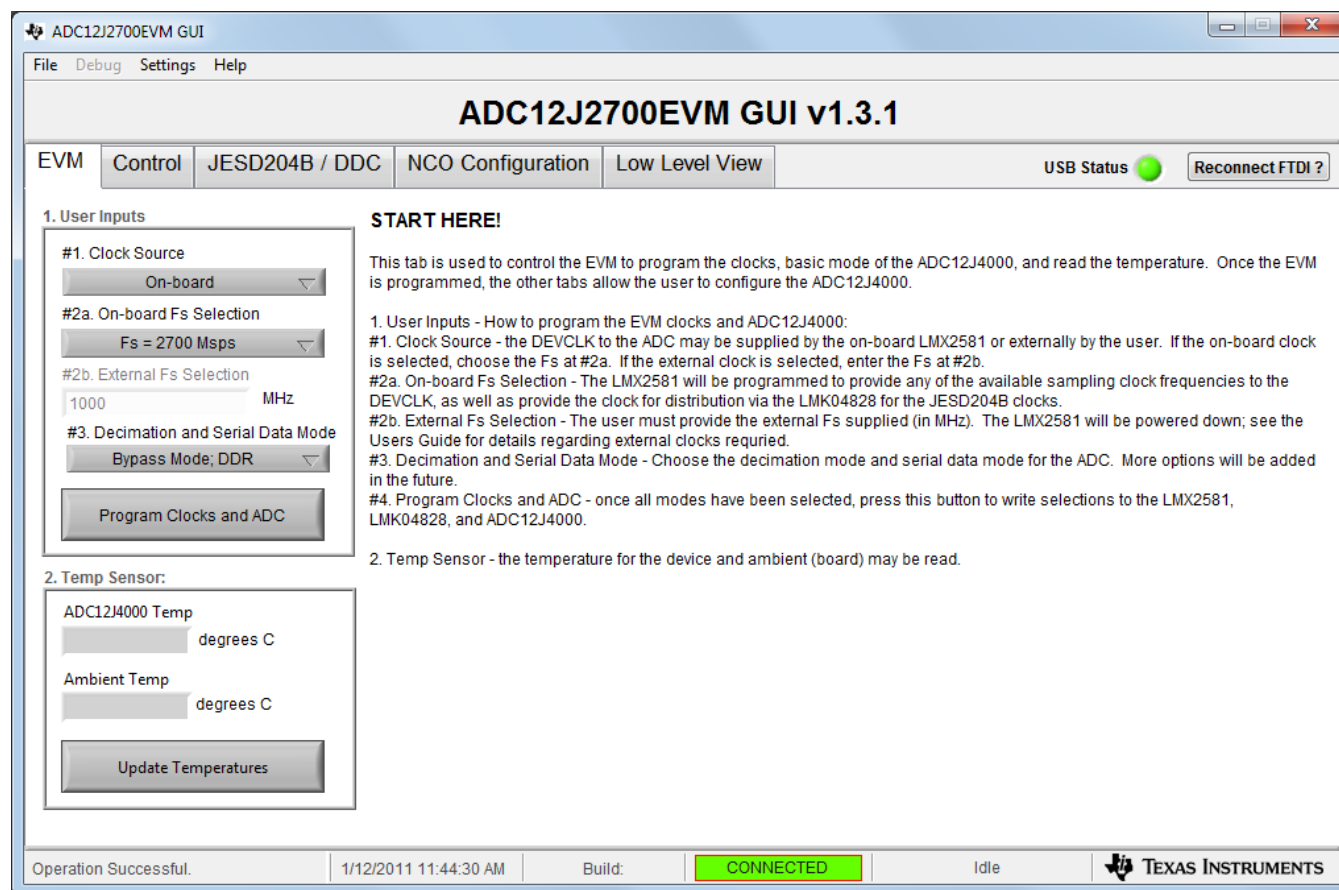 ADC12J2700EVM GUI
File Debug Settings Help
ADC12J2700EVM GUI v1.3.1
EVM Control JESD204B / DDC NCO Configuration Low Level View USB Status Reconnect FTDI ?
1. User Inputs
#1. Clock Source
On-board
#2a. On-board Fs Selection
Fs = 2700 Msps
#2b. External Fs Selection
1000 MHz
#3. Decimation and Serial Data Mode
Bypass Mode; DDR
Program Clocks and ADC
2. Temp Sensor:
ADC12J4000 Temp
degrees C
Ambient Temp
degrees C
Update Temperatures
START HERE!
This tab is used to control the EVM to program the clocks, basic mode of the ADC12J4000, and read the temperature. Once the EVM
is programmed, the other tabs allow the user to configure the ADC12J4000.
1. User Inputs - How to program the EVM clocks and ADC12J4000:
#1. Clock Source - the DEVCLK to the ADC may be supplied by the on-board LMX2581 or externally by the user. If the on-board clock
is selected, choose the Fs at #2a. If the external clock is selected, enter the Fs at #2b.
#2a. On-board Fs Selection - The LMX2581 will be programmed to provide any of the available sampling clock frequencies to the
DEVCLK, as well as provide the clock for distribution via the LMK04828 for the JESD204B clocks.
#2b. External Fs Selection - The user must provide the external Fs supplied (in MHz). The LMX2581 will be powered down; see the
Users Guide for details regarding external clocks requried.
#3. Decimation and Serial Data Mode - Choose the decimation mode and serial data mode for the ADC. More options will be added
in the future.
#4. Program Clocks and ADC - once all modes have been selected, press this button to write selections to the LMX2581,
LMK04828, and ADC12J4000.
2. Temp Sensor - the temperature for the device and ambient (board) may be read.
Operation Successful. 1/12/2011 11:44:30 AM Build: CONNECTED Idle TEXAS INSTRUMENTS